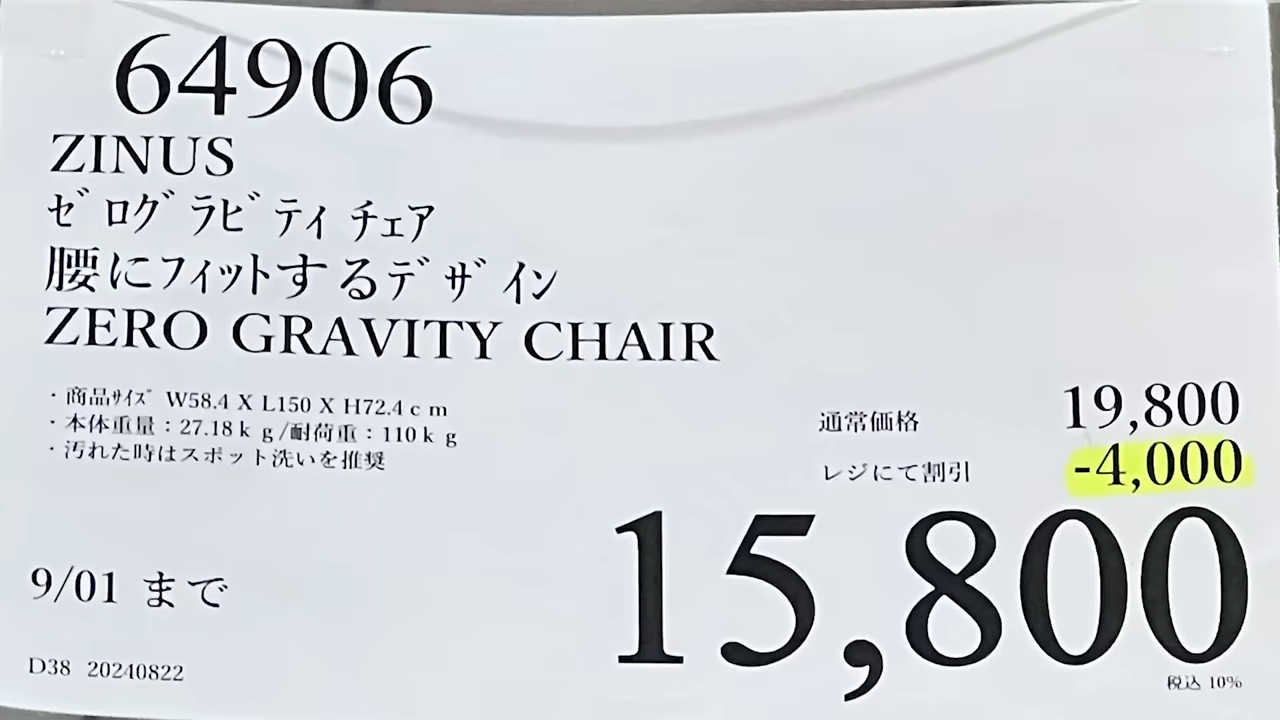 64906
ZINUS
ゼログラビティ チェア
腰にフィットするデザイン
ZERO GRAVITY CHAIR
・商品サイズ W58.4 X L150 X H72.4ｃｍ
・本体重量：27.18ｋｇ/耐荷重：110ｋｇ
・汚れた時はスポット洗いを推奨
通常価格 19,800
レジにて割引 -4,000
15,800
税込 10%
9/01 まで
D38 20240822